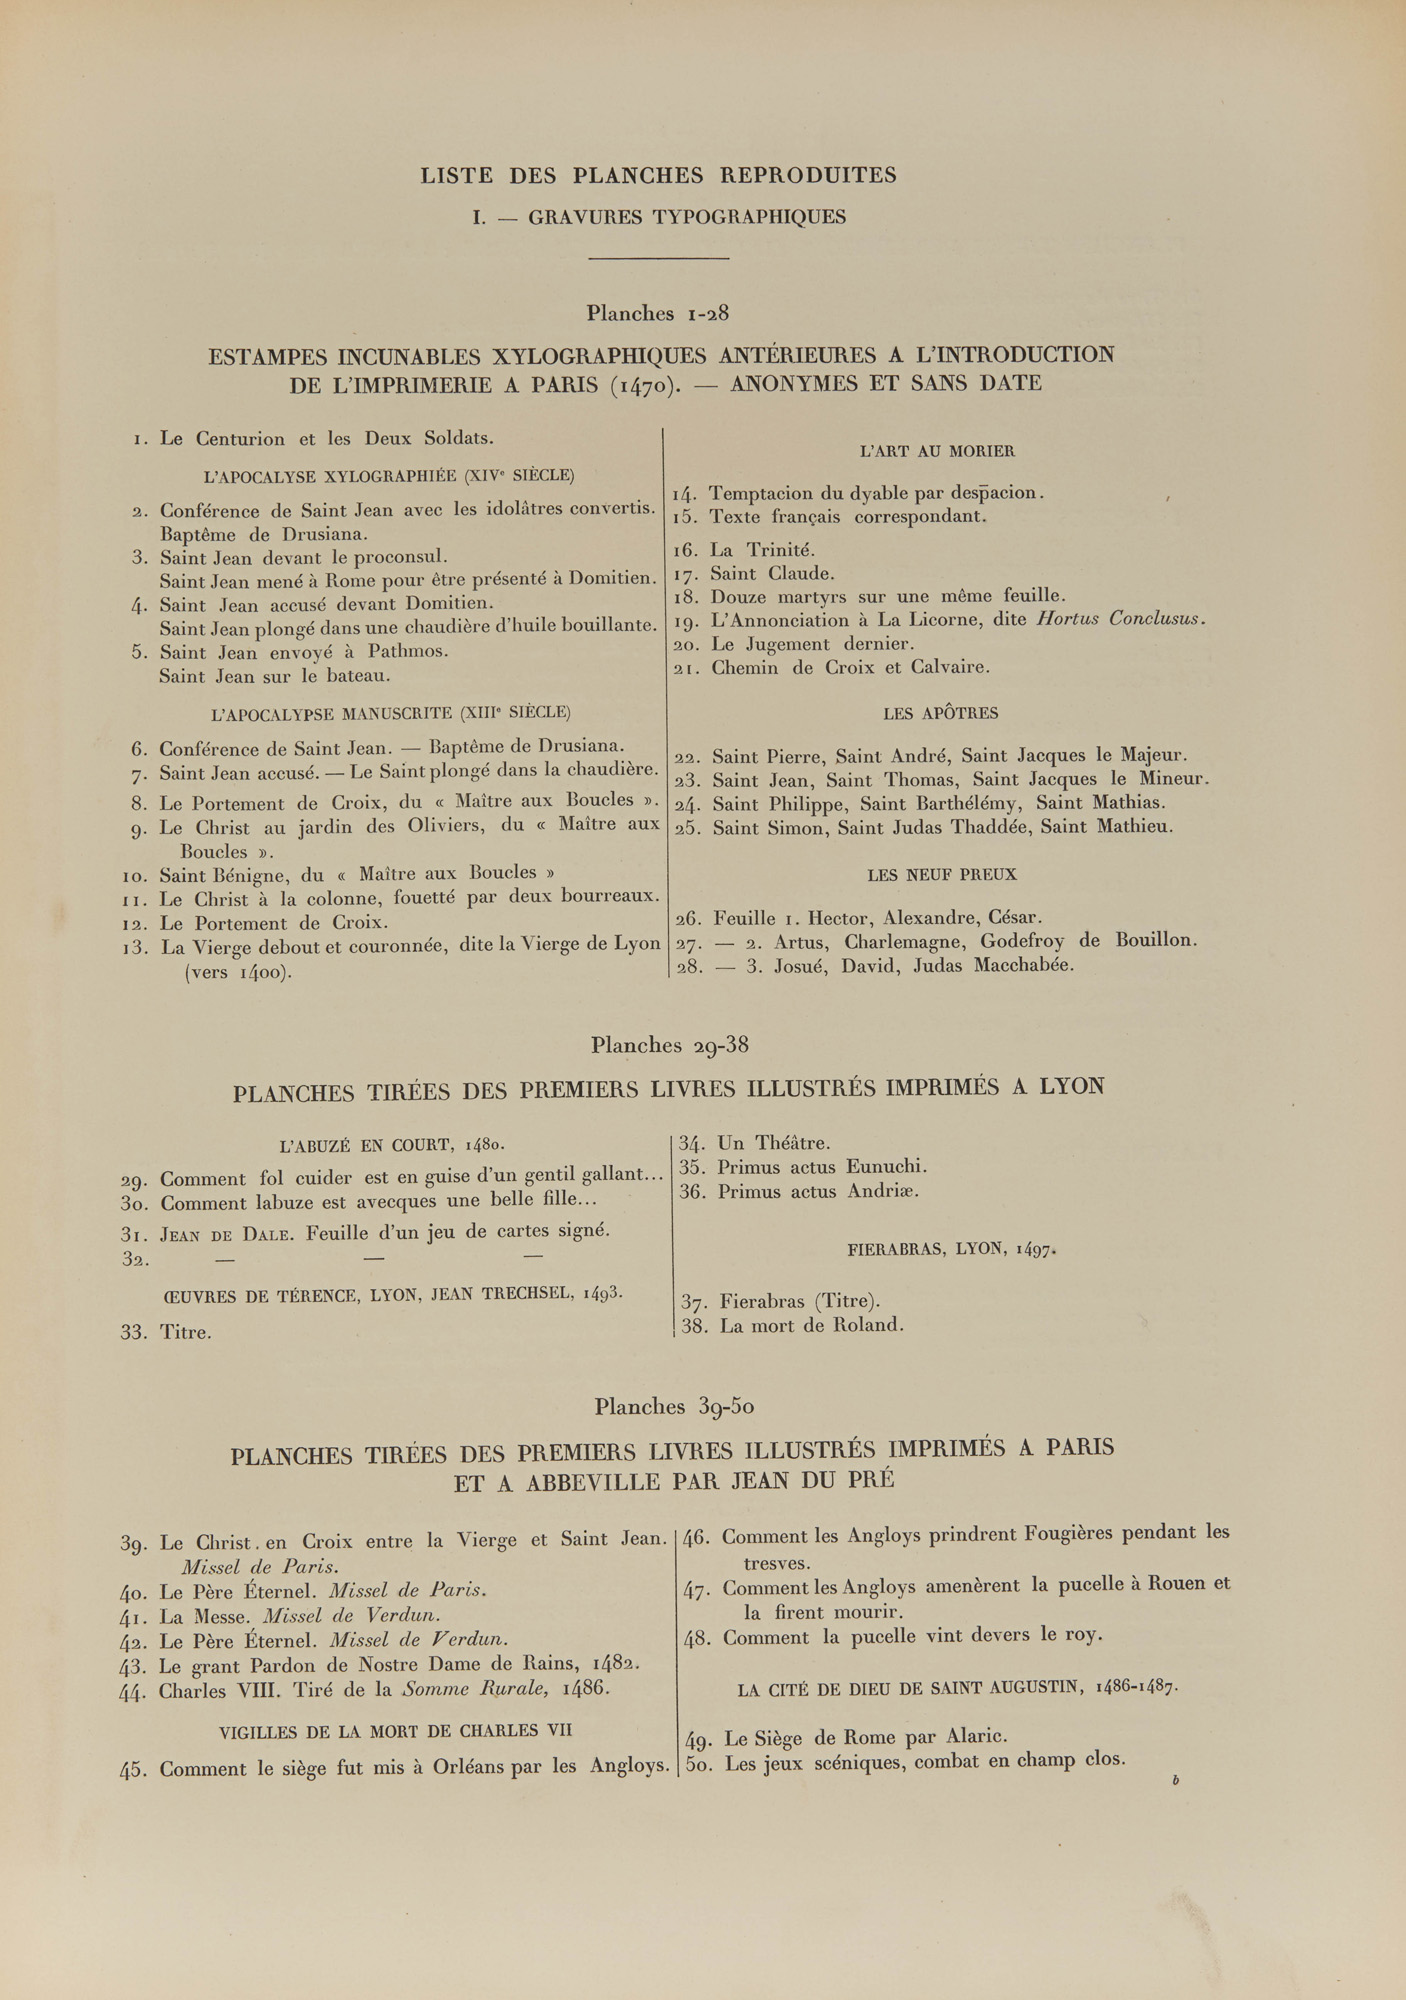 LISTE DES PLANCHES REPRODUITES
I. — GRAVURES TYPOGRAPHIQUES
Planches 1-28
ESTAMPES INCUNABLES XYLOGRAPHIQUES ANTÉRIEURES A L'INTRODUCTION
DE L'IMPRIMERIE A PARIS (1470). — ANONYMES ET SANS DATE
1. Le Centurion et les Deux Soldats.
L'APOCALYSE XYLOGRAPHIÉE (XIVe SIÈCLE)
2. Conférence de Saint Jean avec les idolâtres convertis.
Baptême de Drusiana.
3. Saint Jean devant le proconsul.
Saint Jean mené à Rome pour être présenté à Domitien.
4. Saint Jean accusé devant Domitien.
Saint Jean plongé dans une chaudière d'huile bouillante.
5. Saint Jean envoyé à Pathmos.
Saint Jean sur le bateau.
L'APOCALYPSE MANUSCRITE (XIIIe SIÈCLE)
6. Conférence de Saint Jean. — Baptême de Drusiana.
7. Saint Jean accusé. — Le Saint plongé dans la chaudière.
8. Le Portement de Croix, du « Maître aux Boucles ».
9. Le Christ au jardin des Oliviers, du « Maître aux
Boucles ».
10. Saint Bénigne, du « Maître aux Boucles »
11. Le Christ à la colonne, fouetté par deux bourreaux.
12. Le Portement de Croix.
13. La Vierge debout et couronnée, dite la Vierge de Lyon
(vers 1400).
L'ART AU MORIER
14. Temptacion du dyable par desp̄acion.
15. Texte français correspondant.
16. La Trinité.
17. Saint Claude.
18. Douze martyrs sur une même feuille.
19. L'Annonciation à La Licorne, dite Hortus Conclusus.
20. Le Jugement dernier.
21. Chemin de Croix et Calvaire.
LES APÔTRES
22. Saint Pierre, Saint André, Saint Jacques le Majeur.
23. Saint Jean, Saint Thomas, Saint Jacques le Mineur.
24. Saint Philippe, Saint Barthélémy, Saint Mathias.
25. Saint Simon, Saint Judas Thaddée, Saint Mathieu.
LES NEUF PREUX
26. Feuille 1. Hector, Alexandre, César.
27. — 2. Artus, Charlemagne, Godefroy de Bouillon.
28. — 3. Josué, David, Judas Macchabée.
Planches 29-38
PLANCHES TIRÉES DES PREMIERS LIVRES ILLUSTRÉS IMPRIMÉS A LYON
L'ABUZÉ EN COURT, 1480.
29. Comment fol cuider est en guise d'un gentil gallant...
30. Comment labuze est avecques une belle fille...
31. JEAN DE DALE. Feuille d'un jeu de cartes signé.
32. — — —
ŒUVRES DE TÉRENCE, LYON, JEAN TRECHSEL, 1493.
33. Titre.
34. Un Théâtre.
35. Primus actus Eunuchi.
36. Primus actus Andriæ.
FIERABRAS, LYON, 1497.
37. Fierabras (Titre).
38. La mort de Roland.
Planches 39-50
PLANCHES TIRÉES DES PREMIERS LIVRES ILLUSTRÉS IMPRIMÉS A PARIS
ET A ABBEVILLE PAR JEAN DU PRÉ
39. Le Christ. en Croix entre la Vierge et Saint Jean.
Missel de Paris.
40. Le Père Éternel. Missel de Paris.
41. La Messe. Missel de Verdun.
42. Le Père Éternel. Missel de Verdun.
43. Le grant Pardon de Nostre Dame de Rains, 1482.
44. Charles VIII. Tiré de la Somme Rurale, 1486.
VIGILLES DE LA MORT DE CHARLES VII
45. Comment le siège fut mis à Orléans par les Angloys.
46. Comment les Angloys prindrent Fougières pendant les
tresves.
47. Comment les Angloys amenèrent la pucelle à Rouen et
la firent mourir.
48. Comment la pucelle vint devers le roy.
LA CITÉ DE DIEU DE SAINT AUGUSTIN, 1486-1487.
49. Le Siège de Rome par Alaric.
50. Les jeux scéniques, combat en champ clos.
b